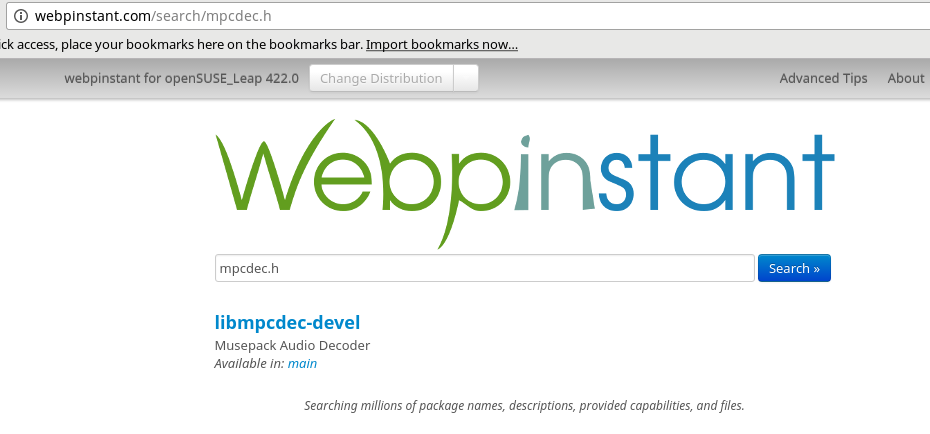 webpinstant.com/search/mpcdec.h
ck access, place your bookmarks here on the bookmarks bar. Import bookmarks now...
webpinstant for openSUSE_Leap 422.0 Change Distribution Advanced Tips About
Webpinstant
mpcdec.h Search »
libmpcdec-devel
Musepack Audio Decoder
Available in: main
Searching millions of package names, descriptions, provided capabilities, and files.